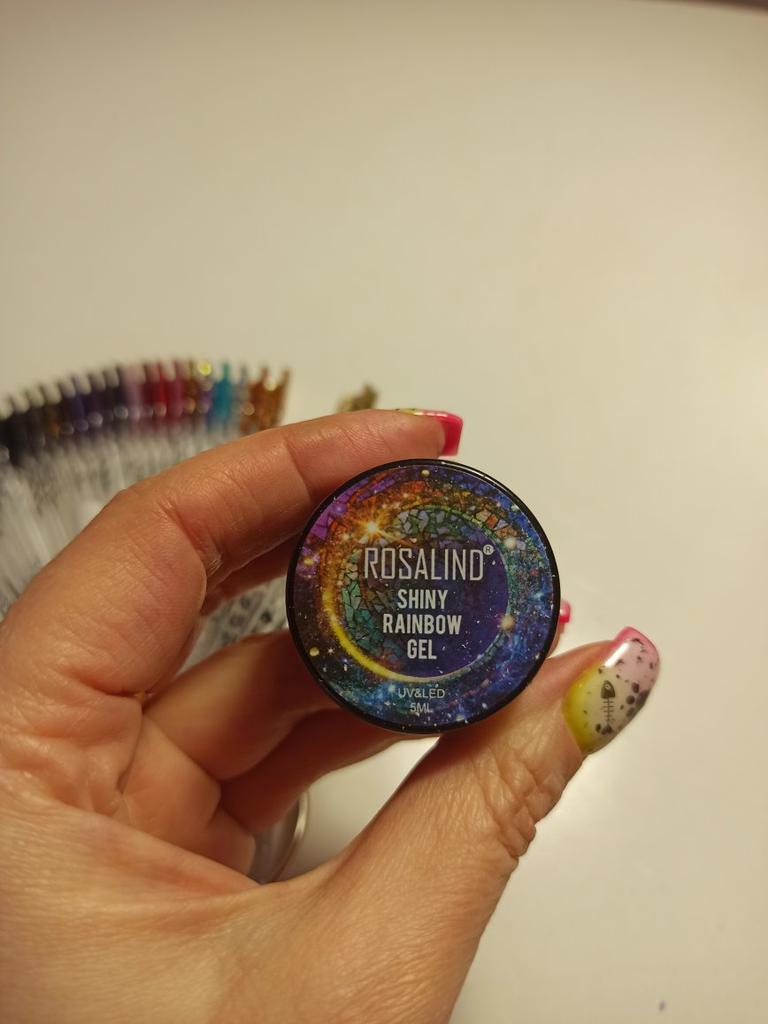 ROSALIND®
SHINY
RAINBOW
GEL
UV&LED
5ML